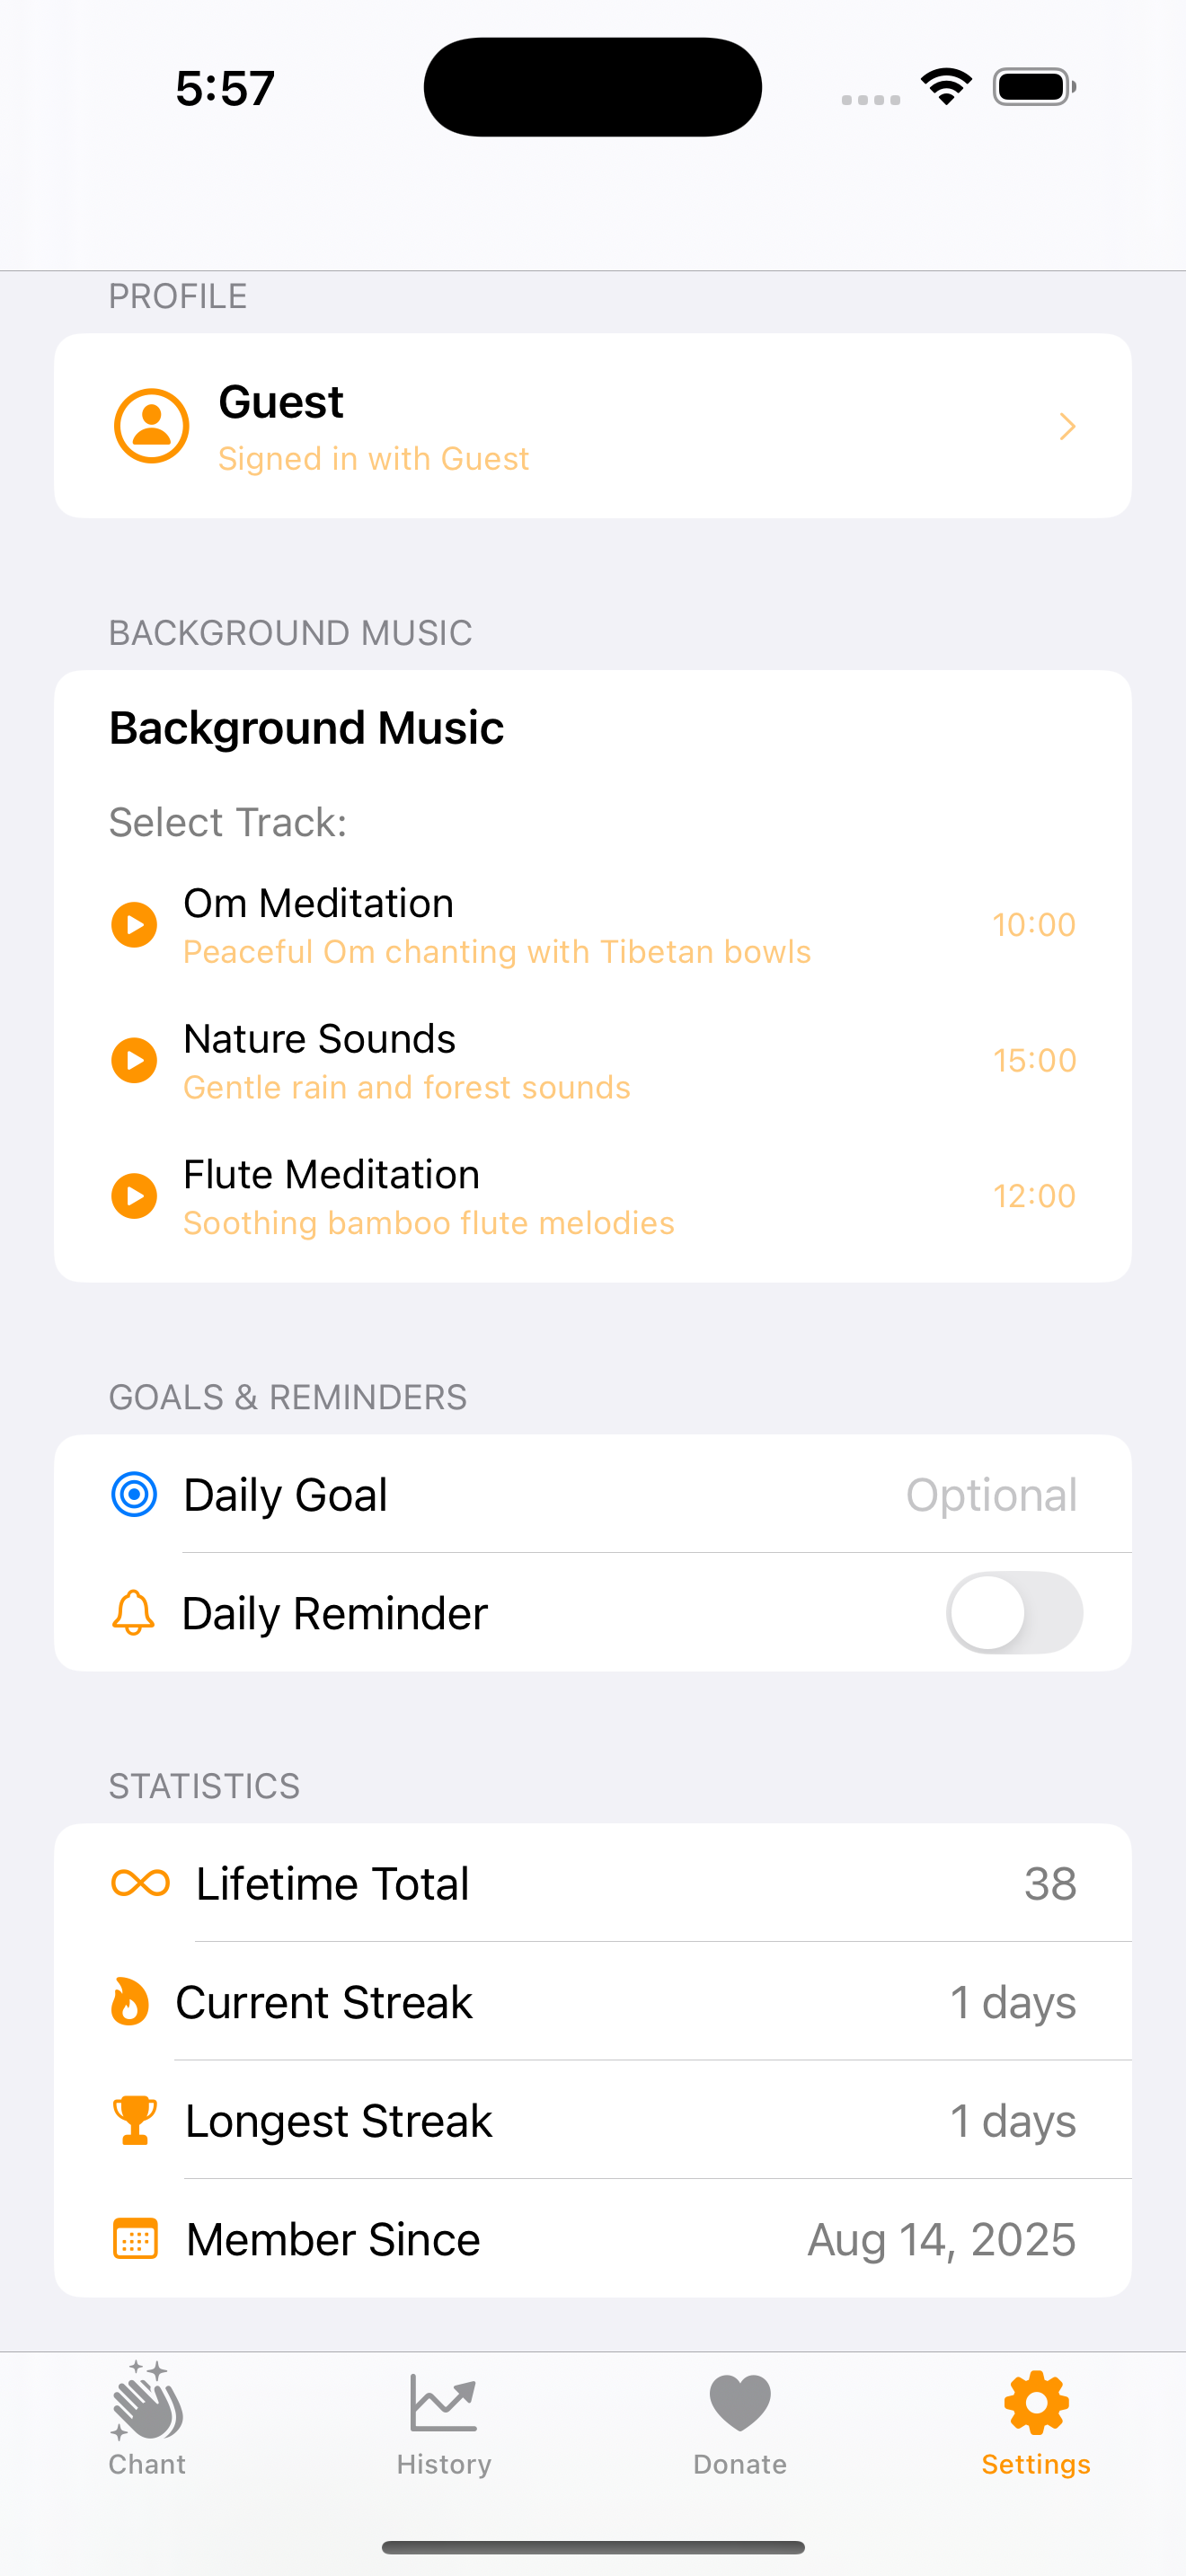 5:57
PROFILE
Guest
Signed in with Guest
BACKGROUND MUSIC
Background Music
Select Track:
Om Meditation
Peaceful Om chanting with Tibetan bowls
10:00
Nature Sounds
Gentle rain and forest sounds
15:00
Flute Meditation
Soothing bamboo flute melodies
12:00
GOALS & REMINDERS
Daily Goal Optional
Daily Reminder
STATISTICS
Lifetime Total 38
Current Streak 1 days
Longest Streak 1 days
Member Since Aug 14, 2025
Chant History Donate Settings